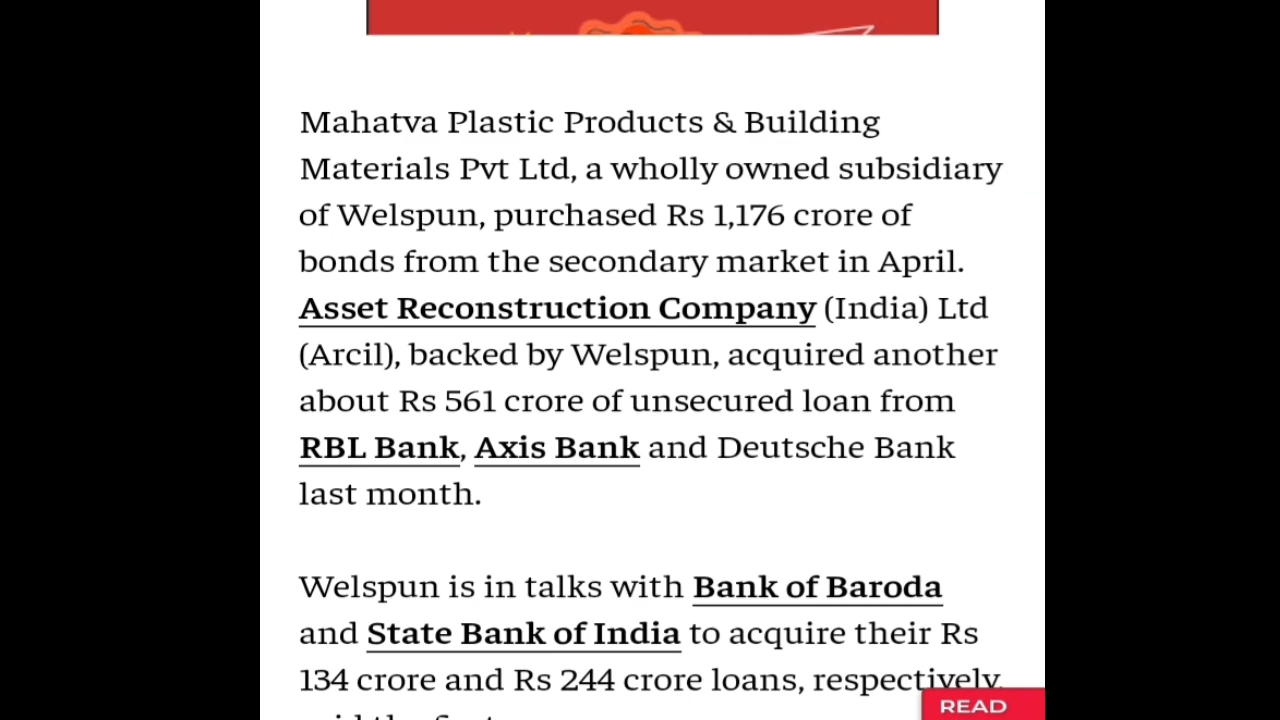 Mahatva Plastic Products & Building
Materials Pvt Ltd, a wholly owned subsidiary
of Welspun, purchased Rs 1,176 crore of
bonds from the secondary market in April.
Asset Reconstruction Company (India) Ltd
(Arcil), backed by Welspun, acquired another
about Rs 561 crore of unsecured loan from
RBL Bank, Axis Bank and Deutsche Bank
last month.
Welspun is in talks with Bank of Baroda
and State Bank of India to acquire their Rs
134 crore and Rs 244 crore loans, respectively,
READ